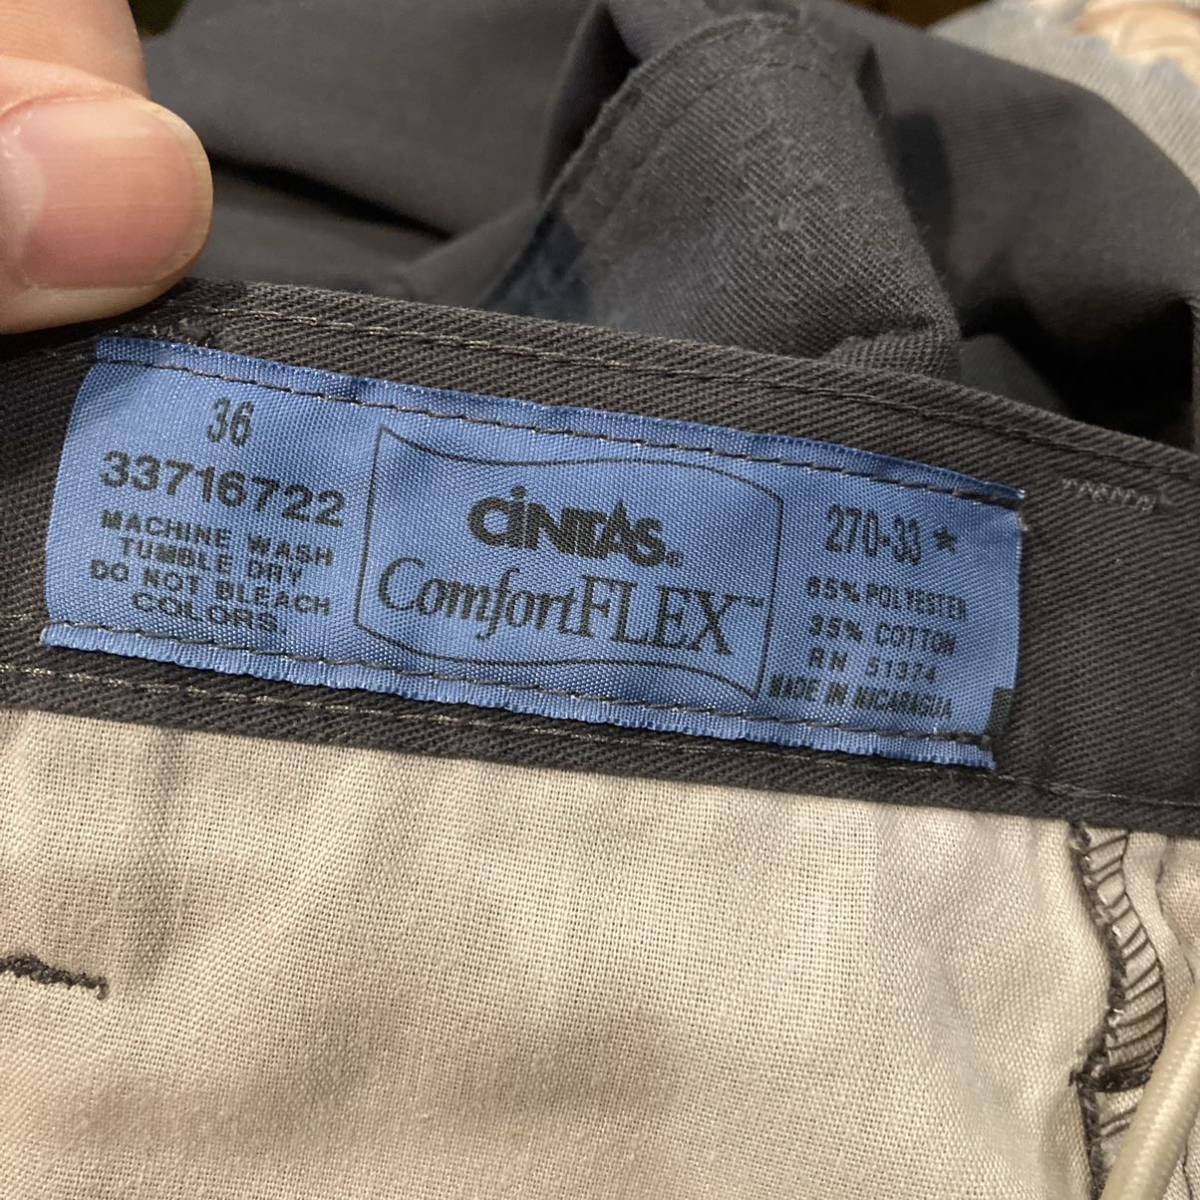 36
33716722
MACHINE WASH
TUMBLE DRY
DO NOT BLEACH
COLORS.
CiNTAS®
ComfortFLEX™
270-33 *
65% POLYESTER
35% COTTON
RN 51374
MADE IN NICARAGUA